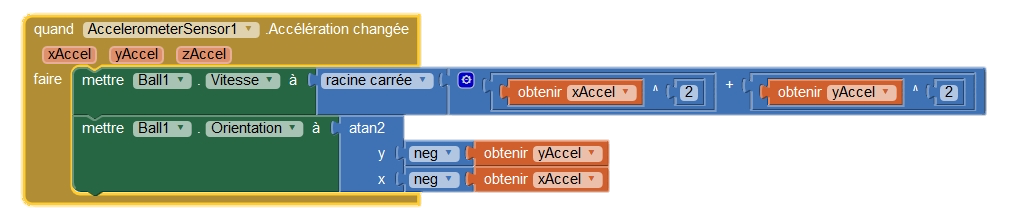 quand AccelerometerSensor1 .Accélération changée
xAccel yAccel zAccel
faire mettre Ball1 . Vitesse à racine carrée obtenir xAccel ^ 2 + obtenir yAccel ^ 2
mettre Ball1 . Orientation à atan2
y neg obtenir yAccel
x neg obtenir xAccel